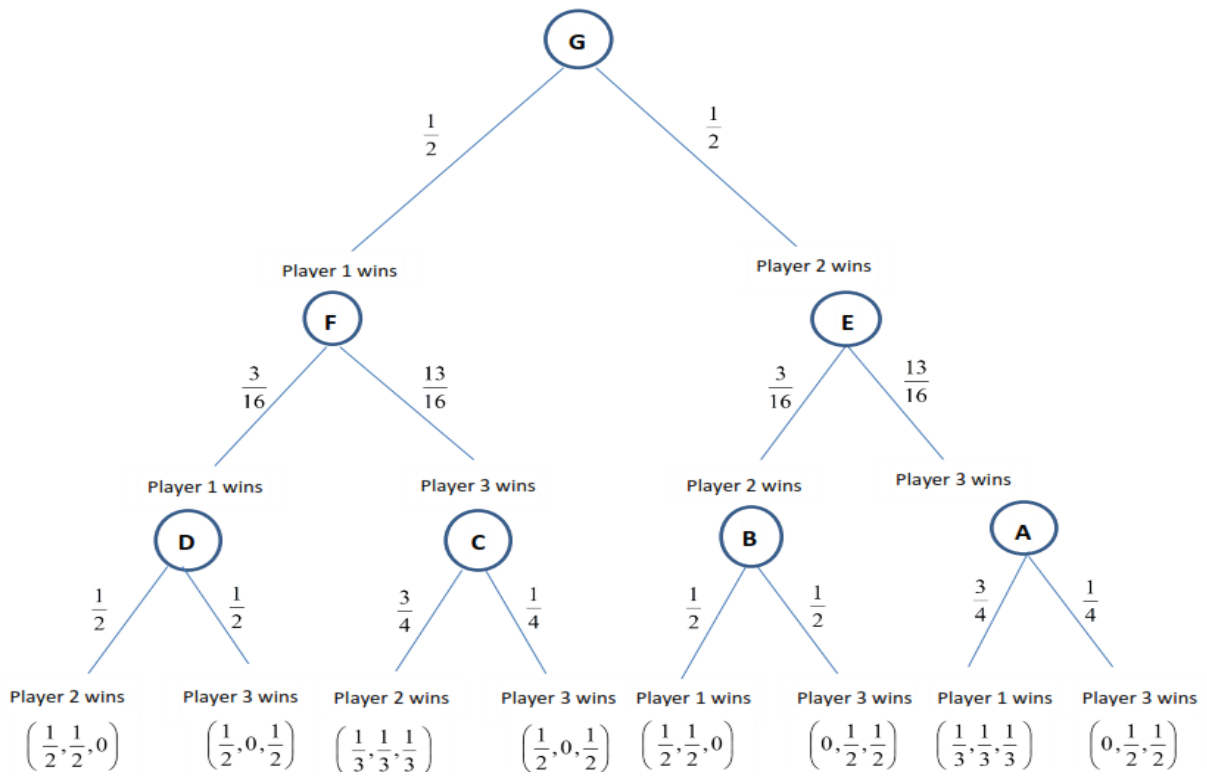 G
1/2 1/2
Player 1 wins Player 2 wins
F E
3/16 13/16 3/16 13/16
Player 1 wins Player 3 wins Player 2 wins Player 3 wins
D C B A
1/2 1/2 3/4 1/4 1/2 1/2 3/4 1/4
Player 2 wins Player 3 wins Player 2 wins Player 3 wins Player 1 wins Player 3 wins Player 1 wins Player 3 wins
(1/2, 1/2, 0) (1/2, 0, 1/2) (1/3, 1/3, 1/3) (1/2, 0, 1/2) (1/2, 1/2, 0) (0, 1/2, 1/2) (1/3, 1/3, 1/3) (0, 1/2, 1/2)